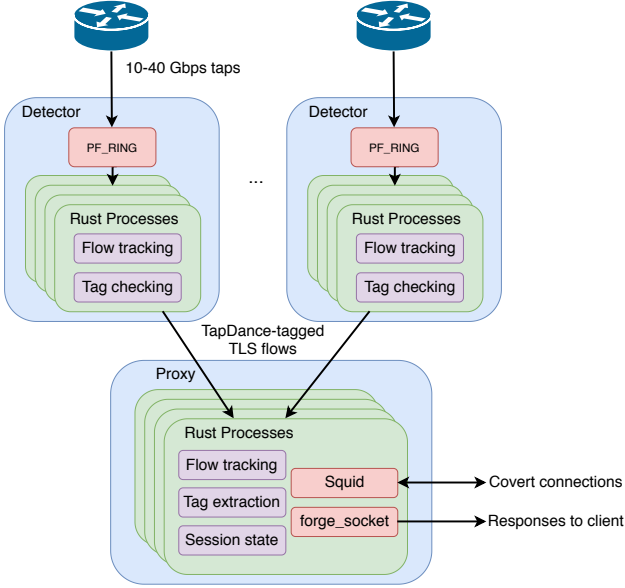 10-40 Gbps taps
Detector
PF_RING
Rust Processes
Flow tracking
Tag checking
...
Detector
PF_RING
Rust Processes
Flow tracking
Tag checking
TapDance-tagged
TLS flows
Proxy
Rust Processes
Flow tracking
Tag extraction
Session state
Squid
forge_socket
Covert connections
Responses to client